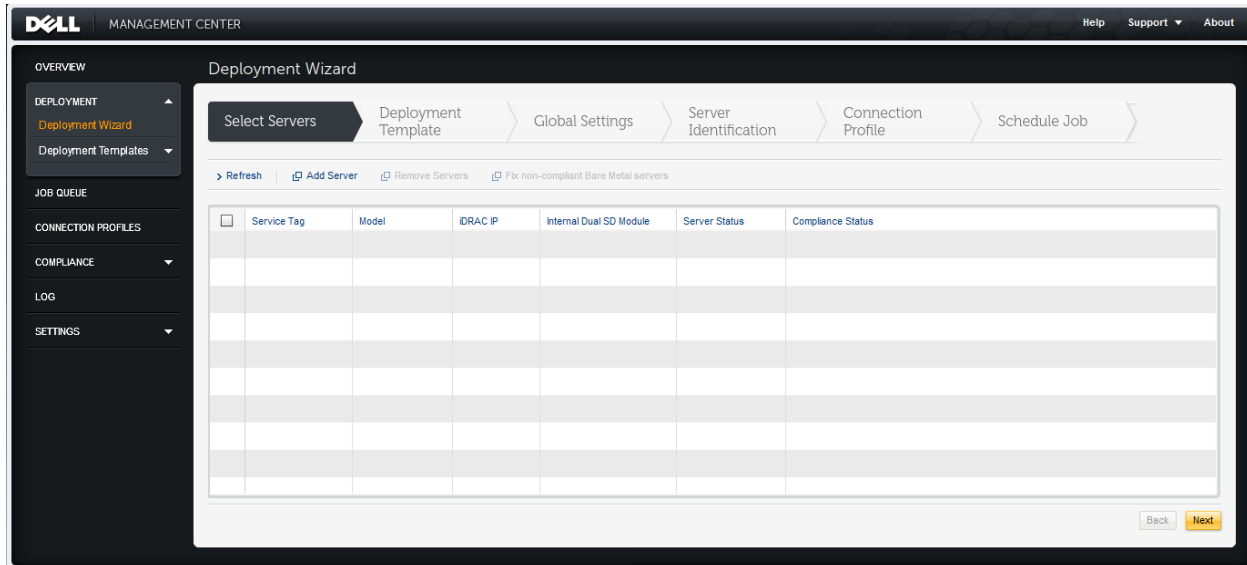 DELL MANAGEMENT CENTER
Help Support About
OVERVIEW
DEPLOYMENT
Deployment Wizard
Deployment Templates
JOB QUEUE
CONNECTION PROFILES
COMPLIANCE
LOG
SETTINGS
Deployment Wizard
Select Servers
Deployment
Template
Global Settings
Server
Identification
Connection
Profile
Schedule Job
Refresh Add Server Remove Servers Fix non-compliant Bare Metal servers
Service Tag Model iDRAC IP Internal Dual SD Module Server Status Compliance Status
Back Next